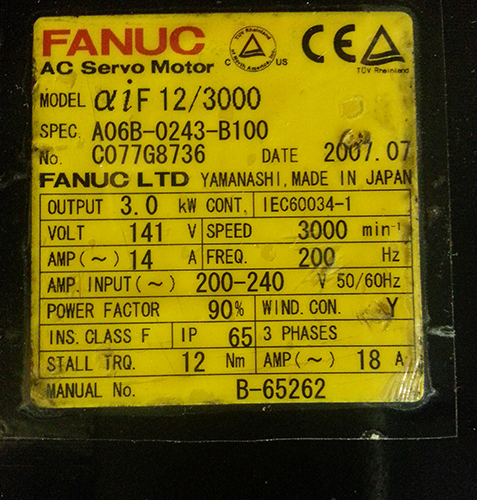 FANUC
AC Servo Motor
C US
TÜV Rheinland
MODEL αiF 12/3000
SPEC. A06B-0243-B100
No. C077G8736 DATE 2007.07
FANUC LTD YAMANASHI, MADE IN JAPAN
OUTPUT 3.0 kW CONT. IEC60034-1
VOLT 141 V SPEED 3000 min-1
AMP(~) 14 A FREQ. 200 Hz
AMP. INPUT(~) 200-240 V 50/60Hz
POWER FACTOR 90% WIND. CON. Y
INS. CLASS F IP 65 3 PHASES
STALL TRQ. 12 Nm AMP(~) 18 A
MANUAL No. B-65262